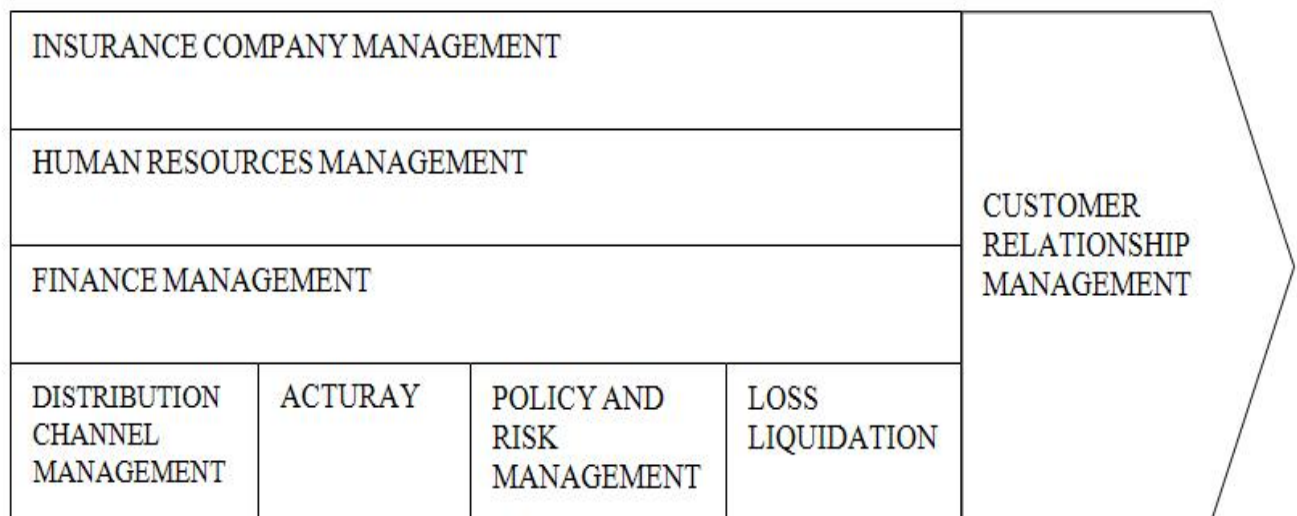 INSURANCE COMPANY MANAGEMENT
HUMAN RESOURCES MANAGEMENT
FINANCE MANAGEMENT
DISTRIBUTION
CHANNEL
MANAGEMENT
ACTURAY
POLICY AND
RISK
MANAGEMENT
LOSS
LIQUIDATION
CUSTOMER
RELATIONSHIP
MANAGEMENT